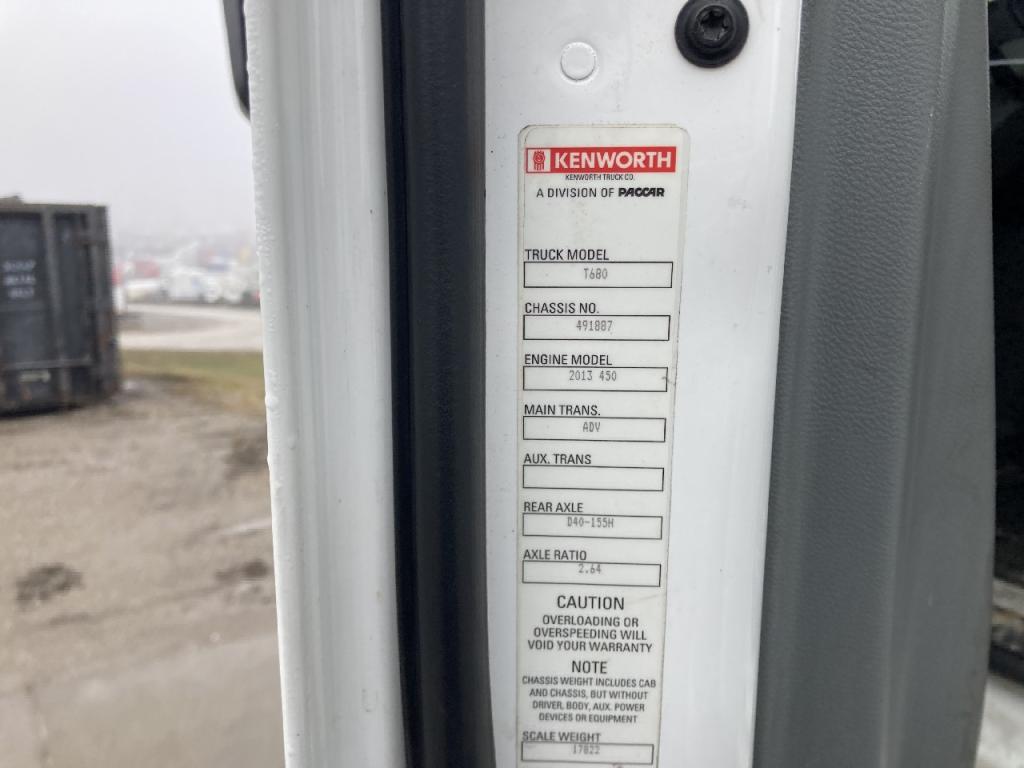 KENWORTH
KENWORTH TRUCK CO.
A DIVISION OF PACCAR
TRUCK MODEL
T680
CHASSIS NO.
491887
ENGINE MODEL
2013 450
MAIN TRANS.
ADV
AUX. TRANS
REAR AXLE
D40-155H
AXLE RATIO
2.64
CAUTION
OVERLOADING OR
OVERSPEEDING WILL
VOID YOUR WARRANTY
NOTE
CHASSIS WEIGHT INCLUDES CAB
AND CHASSIS, BUT WITHOUT
DRIVER, BODY, AUX. POWER
DEVICES OR EQUIPMENT
SCALE WEIGHT
17822